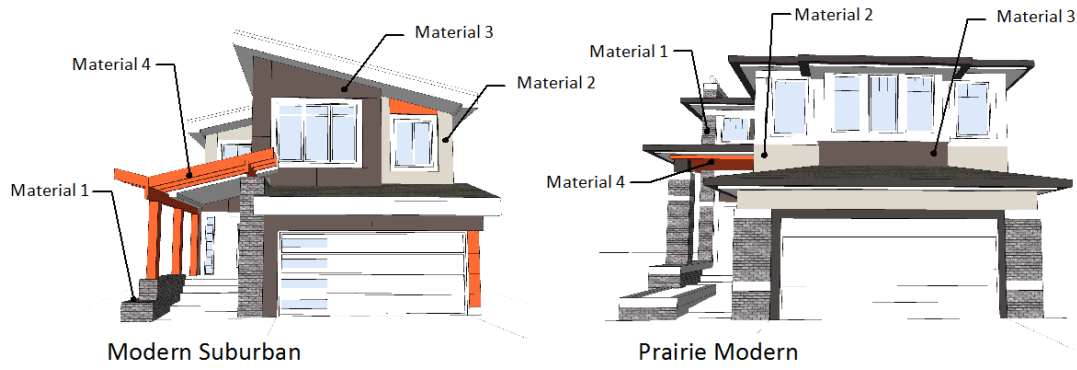 Material 3
Material 4
Material 2
Material 1
Modern Suburban
Material 2
Material 3
Material 1
Material 4
Prairie Modern